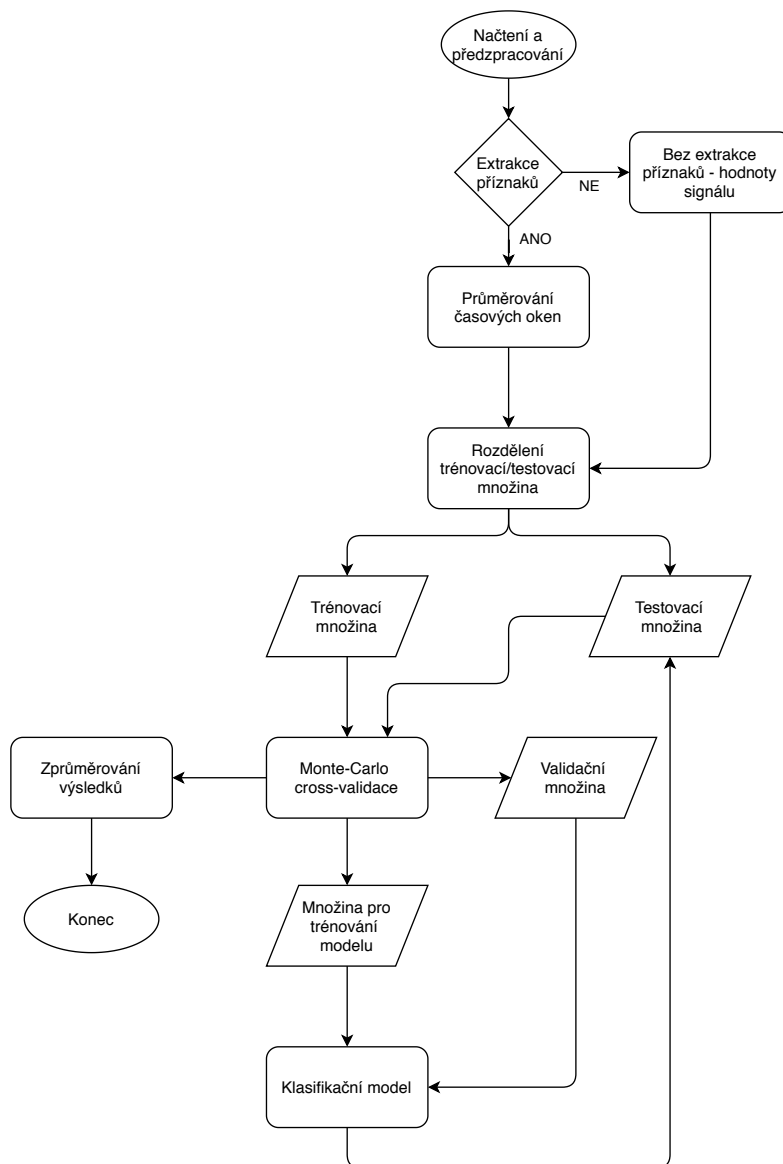 Načtení a
předzpracování
Extrakce
příznaků
NE
Bez extrakce
příznaků - hodnoty
signálu
ANO
Průměrování
časových oken
Rozdělení
trénovací/testovací
množina
Trénovací
množina
Testovací
množina
Zprůměrování
výsledků
Monte-Carlo
cross-validace
Validační
množina
Konec
Množina pro
trénování
modelu
Klasifikační model